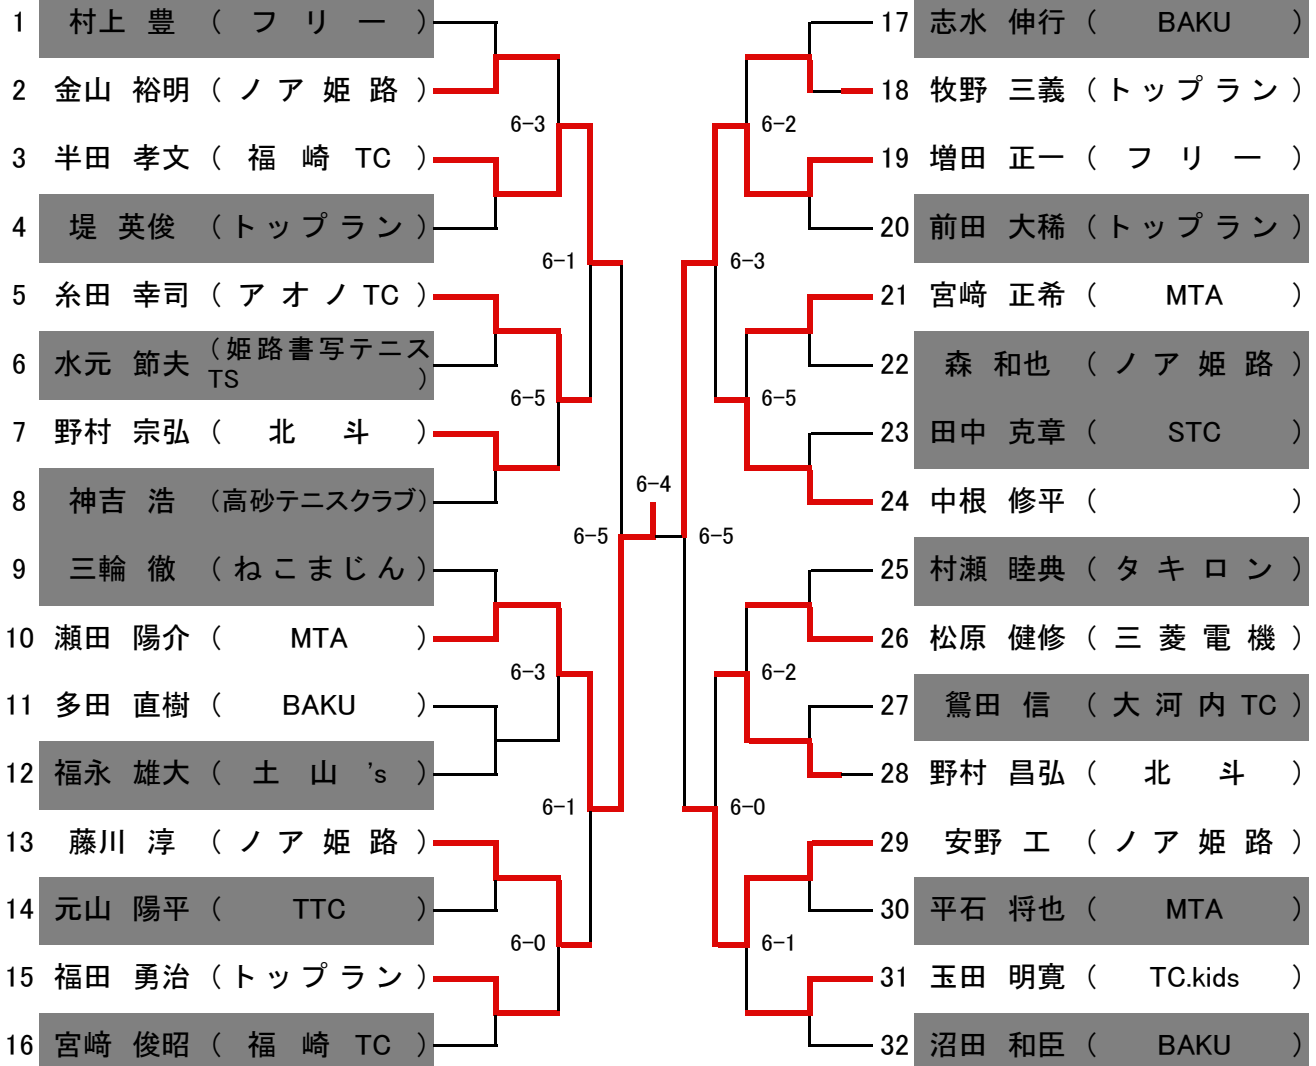 1 村上 豊 ( フリー )
2 金山 裕明 ( ノア姫路 )
3 半田 孝文 ( 福崎TC )
4 堤 英俊 ( トップラン )
5 糸田 幸司 ( アオノTC )
6 水元 節夫 ( 姫路書写テニス
TS )
7 野村 宗弘 ( 北斗 )
8 神吉 浩 ( 高砂テニスクラブ )
9 三輪 徹 ( ねこまじん )
10 瀬田 陽介 ( MTA )
11 多田 直樹 ( BAKU )
12 福永 雄大 ( 土山's )
13 藤川 淳 ( ノア姫路 )
14 元山 陽平 ( TTC )
15 福田 勇治 ( トップラン )
16 宮﨑 俊昭 ( 福崎TC )
6-3
6-1
6-5
6-5
6-3
6-1
6-0
6-4
6-5
6-2
6-3
6-5
6-2
6-0
6-1
17 志水 伸行 ( BAKU )
18 牧野 三義 ( トップラン )
19 増田 正一 ( フリー )
20 前田 大稀 ( トップラン )
21 宮﨑 正希 ( MTA )
22 森 和也 ( ノア姫路 )
23 田中 克章 ( STC )
24 中根 修平 ( )
25 村瀬 睦典 ( タキロン )
26 松原 健修 ( 三菱電機 )
27 鴛田 信 ( 大河内TC )
28 野村 昌弘 ( 北斗 )
29 安野 工 ( ノア姫路 )
30 平石 将也 ( MTA )
31 玉田 明寛 ( TC.kids )
32 沼田 和臣 ( BAKU )